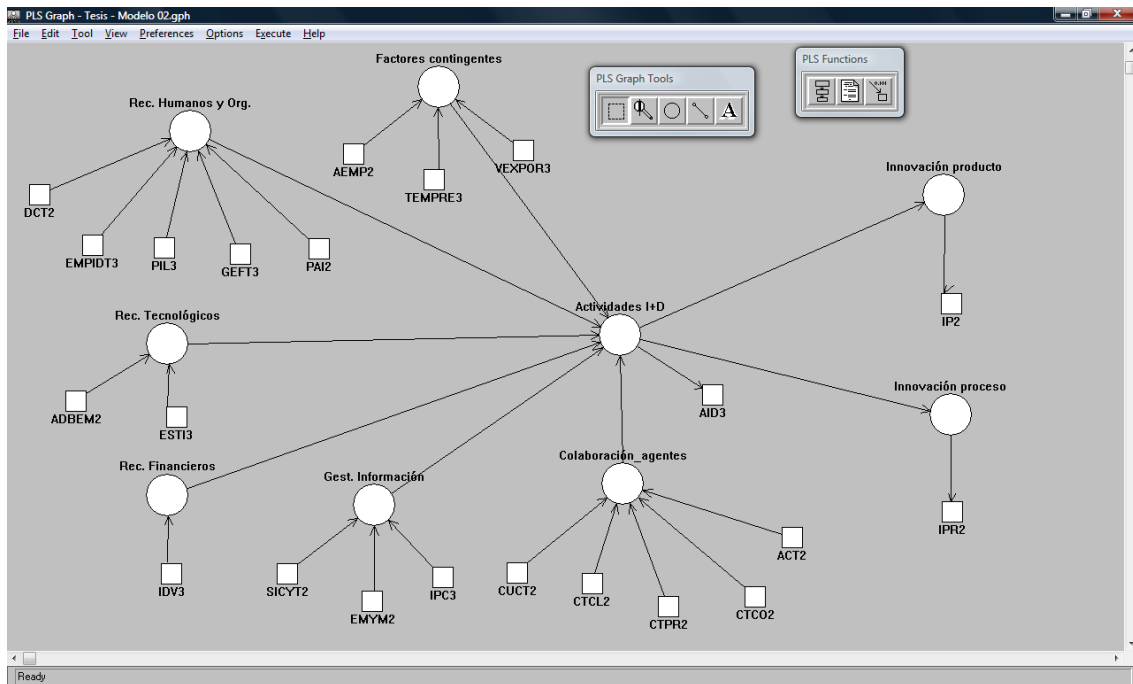 PLS Graph - Tesis - Modelo 02.gph
File Edit Tool View Preferences Options Execute Help
Factores contingentes
PLS Graph Tools
A
PLS Functions
Rec. Humanos y Org.
AEMP2
TEMPRE3
VEXPOR3
Innovación producto
DCT2
EMPIDT3
PIL3
GEFT3
PAI2
Actividades I+D
IP2
Rec. Tecnológicos
ADBEM2
ESTI3
AID3
Innovación proceso
Rec. Financieros
Gest. Información
Colaboración_agentes
IPR2
IDV3
SICYT2
EMYM2
IPC3
CUCT2
CTCL2
CTPR2
CTCO2
ACT2
Ready